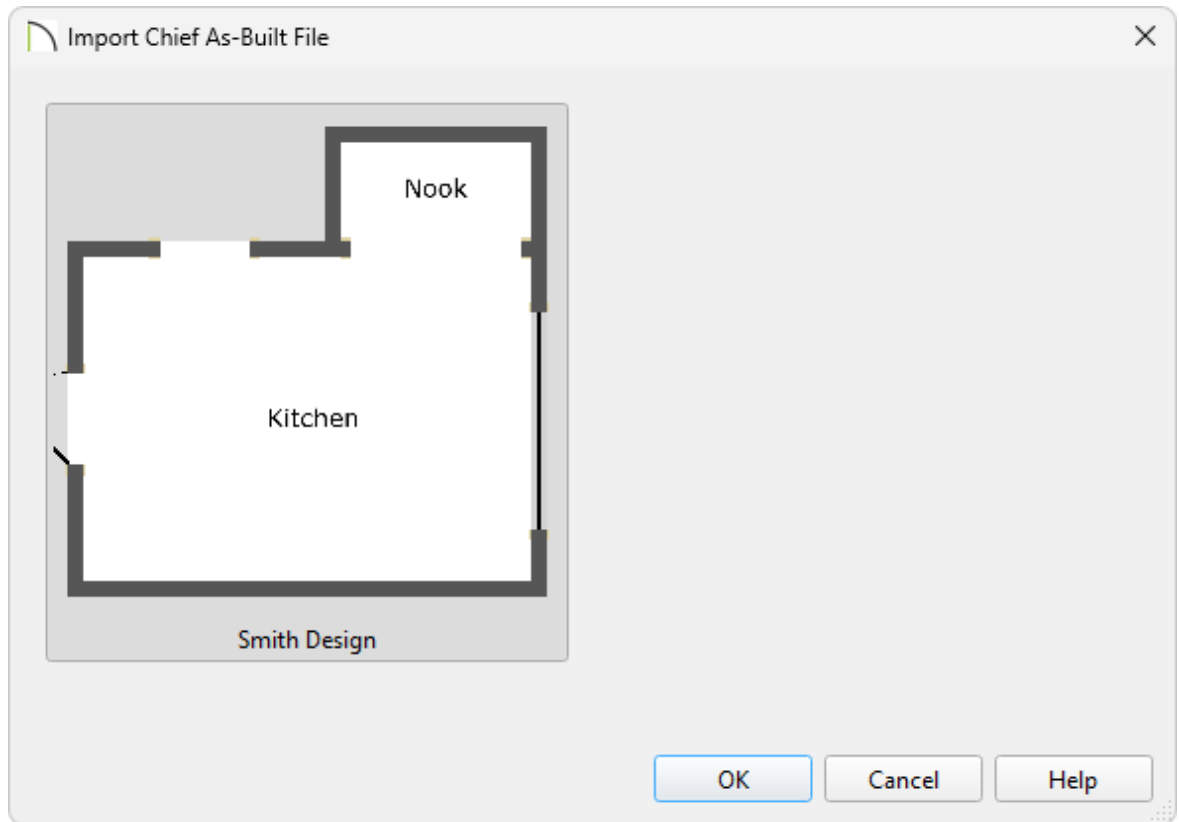 Import Chief As-Built File
Nook
Kitchen
Smith Design
OK Cancel Help